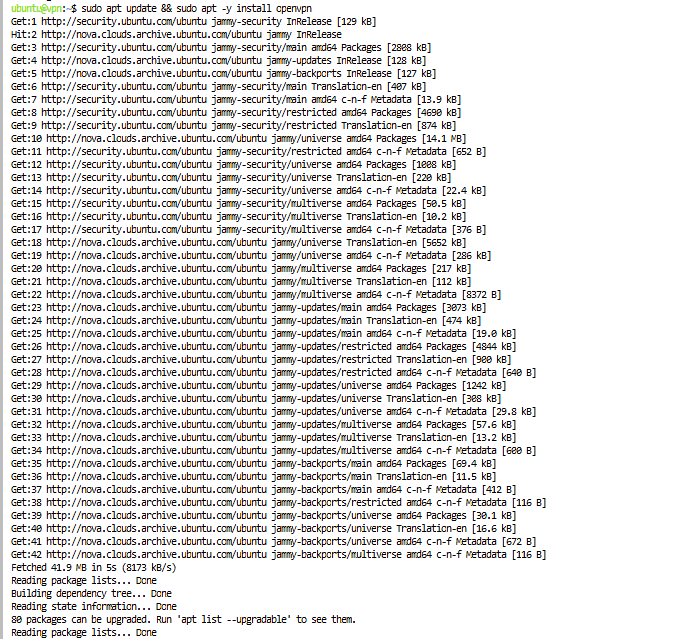 ubuntu@vpn:~$ sudo apt update && sudo apt -y install openvpn
Get:1 http://security.ubuntu.com/ubuntu jammy-security InRelease [129 kB]
Hit:2 http://nova.clouds.archive.ubuntu.com/ubuntu jammy InRelease
Get:3 http://security.ubuntu.com/ubuntu jammy-security/main amd64 Packages [2808 kB]
Get:4 http://nova.clouds.archive.ubuntu.com/ubuntu jammy-updates InRelease [128 kB]
Get:5 http://nova.clouds.archive.ubuntu.com/ubuntu jammy-backports InRelease [127 kB]
Get:6 http://security.ubuntu.com/ubuntu jammy-security/main Translation-en [407 kB]
Get:7 http://security.ubuntu.com/ubuntu jammy-security/main amd64 c-n-f Metadata [13.9 kB]
Get:8 http://security.ubuntu.com/ubuntu jammy-security/restricted amd64 Packages [4690 kB]
Get:9 http://security.ubuntu.com/ubuntu jammy-security/restricted Translation-en [874 kB]
Get:10 http://nova.clouds.archive.ubuntu.com/ubuntu jammy/universe amd64 Packages [14.1 MB]
Get:11 http://security.ubuntu.com/ubuntu jammy-security/restricted amd64 c-n-f Metadata [652 B]
Get:12 http://security.ubuntu.com/ubuntu jammy-security/universe amd64 Packages [1008 kB]
Get:13 http://security.ubuntu.com/ubuntu jammy-security/universe Translation-en [220 kB]
Get:14 http://security.ubuntu.com/ubuntu jammy-security/universe amd64 c-n-f Metadata [22.4 kB]
Get:15 http://security.ubuntu.com/ubuntu jammy-security/multiverse amd64 Packages [50.5 kB]
Get:16 http://security.ubuntu.com/ubuntu jammy-security/multiverse Translation-en [10.2 kB]
Get:17 http://security.ubuntu.com/ubuntu jammy-security/multiverse amd64 c-n-f Metadata [376 B]
Get:18 http://nova.clouds.archive.ubuntu.com/ubuntu jammy/universe Translation-en [5652 kB]
Get:19 http://nova.clouds.archive.ubuntu.com/ubuntu jammy/universe amd64 c-n-f Metadata [286 kB]
Get:20 http://nova.clouds.archive.ubuntu.com/ubuntu jammy/multiverse amd64 Packages [217 kB]
Get:21 http://nova.clouds.archive.ubuntu.com/ubuntu jammy/multiverse Translation-en [112 kB]
Get:22 http://nova.clouds.archive.ubuntu.com/ubuntu jammy/multiverse amd64 c-n-f Metadata [8372 B]
Get:23 http://nova.clouds.archive.ubuntu.com/ubuntu jammy-updates/main amd64 Packages [3073 kB]
Get:24 http://nova.clouds.archive.ubuntu.com/ubuntu jammy-updates/main Translation-en [474 kB]
Get:25 http://nova.clouds.archive.ubuntu.com/ubuntu jammy-updates/main amd64 c-n-f Metadata [19.0 kB]
Get:26 http://nova.clouds.archive.ubuntu.com/ubuntu jammy-updates/restricted amd64 Packages [4844 kB]
Get:27 http://nova.clouds.archive.ubuntu.com/ubuntu jammy-updates/restricted Translation-en [900 kB]
Get:28 http://nova.clouds.archive.ubuntu.com/ubuntu jammy-updates/restricted amd64 c-n-f Metadata [640 B]
Get:29 http://nova.clouds.archive.ubuntu.com/ubuntu jammy-updates/universe amd64 Packages [1242 kB]
Get:30 http://nova.clouds.archive.ubuntu.com/ubuntu jammy-updates/universe Translation-en [308 kB]
Get:31 http://nova.clouds.archive.ubuntu.com/ubuntu jammy-updates/universe amd64 c-n-f Metadata [29.8 kB]
Get:32 http://nova.clouds.archive.ubuntu.com/ubuntu jammy-updates/multiverse amd64 Packages [57.6 kB]
Get:33 http://nova.clouds.archive.ubuntu.com/ubuntu jammy-updates/multiverse Translation-en [13.2 kB]
Get:34 http://nova.clouds.archive.ubuntu.com/ubuntu jammy-updates/multiverse amd64 c-n-f Metadata [600 B]
Get:35 http://nova.clouds.archive.ubuntu.com/ubuntu jammy-backports/main amd64 Packages [69.4 kB]
Get:36 http://nova.clouds.archive.ubuntu.com/ubuntu jammy-backports/main Translation-en [11.5 kB]
Get:37 http://nova.clouds.archive.ubuntu.com/ubuntu jammy-backports/main amd64 c-n-f Metadata [412 B]
Get:38 http://nova.clouds.archive.ubuntu.com/ubuntu jammy-backports/restricted amd64 c-n-f Metadata [116 B]
Get:39 http://nova.clouds.archive.ubuntu.com/ubuntu jammy-backports/universe amd64 Packages [30.1 kB]
Get:40 http://nova.clouds.archive.ubuntu.com/ubuntu jammy-backports/universe Translation-en [16.6 kB]
Get:41 http://nova.clouds.archive.ubuntu.com/ubuntu jammy-backports/universe amd64 c-n-f Metadata [672 B]
Get:42 http://nova.clouds.archive.ubuntu.com/ubuntu jammy-backports/multiverse amd64 c-n-f Metadata [116 B]
Fetched 41.9 MB in 5s (8173 kB/s)
Reading package lists... Done
Building dependency tree... Done
Reading state information... Done
80 packages can be upgraded. Run 'apt list --upgradable' to see them.
Reading package lists... Done